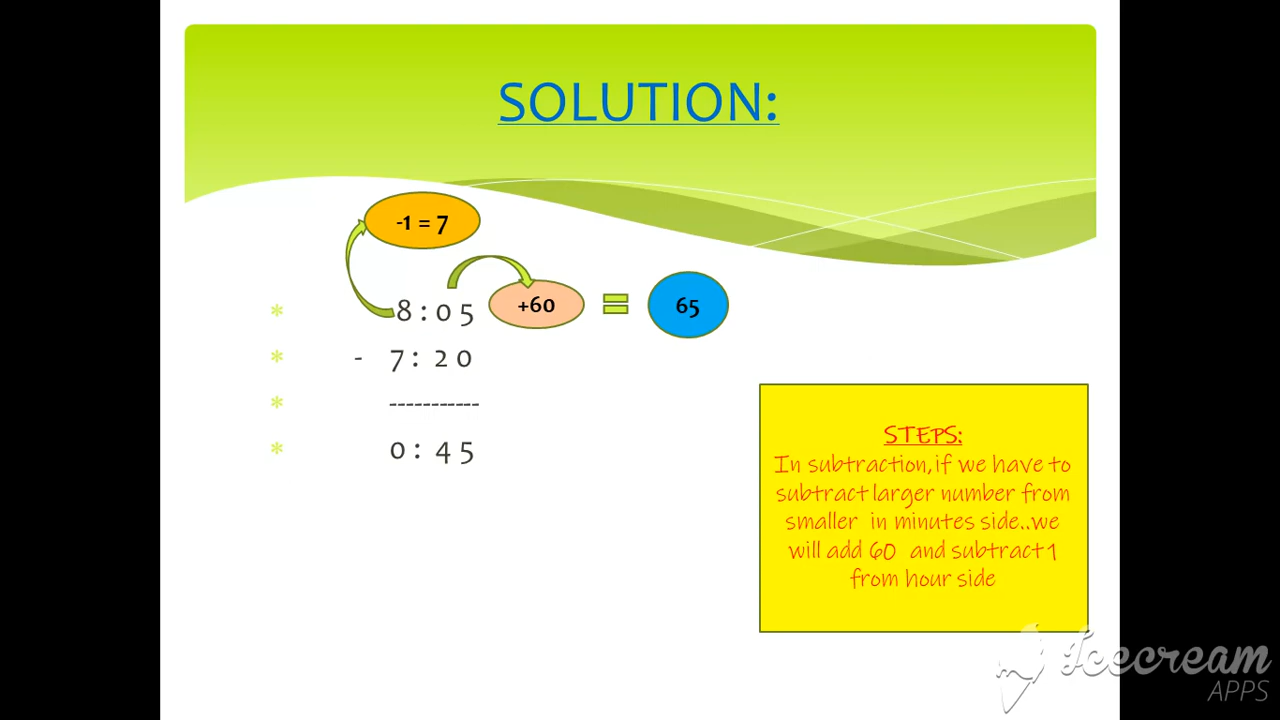 SOLUTION:
-1 = 7
* 8 : 0 5 +60 = 65
* - 7 : 2 0
* -----------
* 0 : 4 5
STEPS:
In subtraction,if we have to
subtract larger number from
smaller in minutes side..we
will add 60 and subtract 1
from hour side
Icecream
APPS